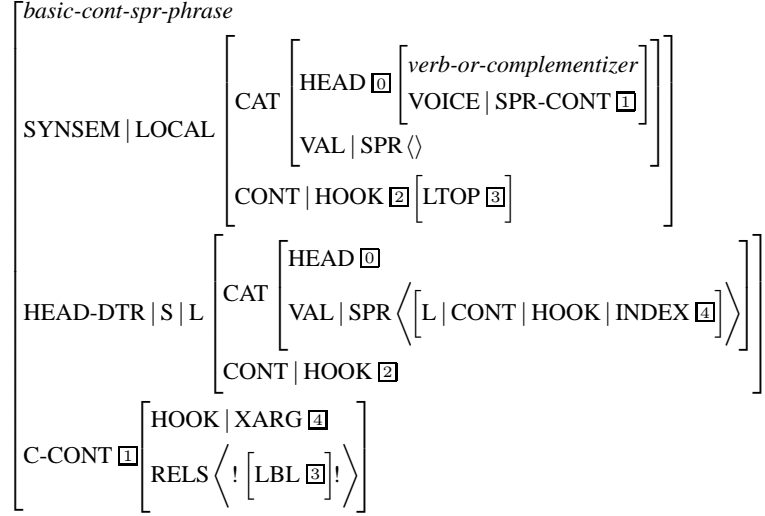 basic-cont-spr-phrase
SYNSEM | LOCAL
CAT
HEAD 0
verb-or-complementizer
VOICE | SPR-CONT 1
VAL | SPR ⟨⟩
CONT | HOOK 2 [LTOP 3]
HEAD-DTR | S | L
CAT
HEAD 0
VAL | SPR ⟨[L | CONT | HOOK | INDEX 4]⟩
CONT | HOOK 2
C-CONT 1
HOOK | XARG 4
RELS ⟨! [LBL 3]! ⟩